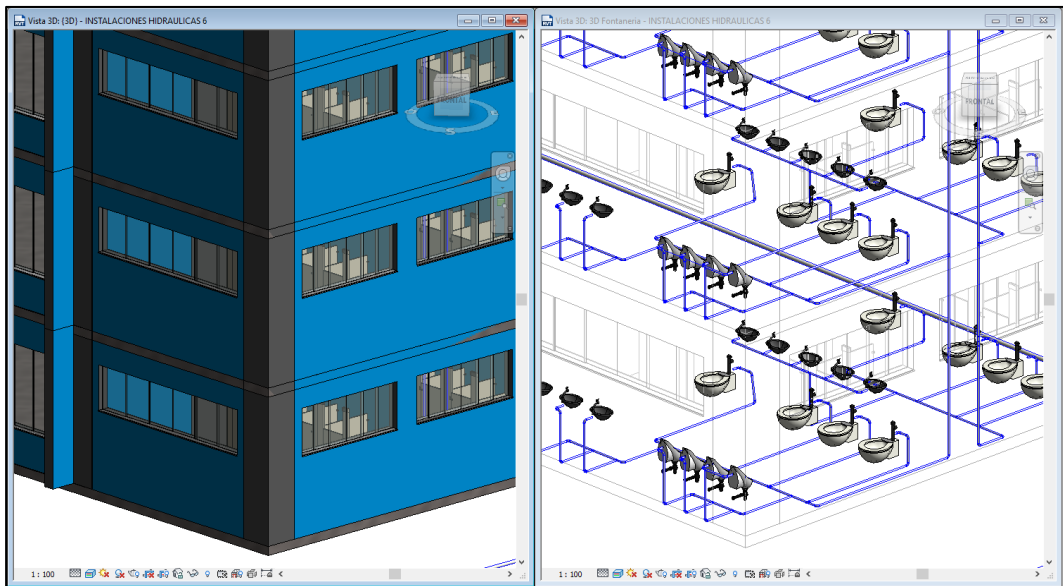 Vista 3D: {3D} - INSTALACIONES HIDRAULICAS 6
FRONTAL
S
1 : 100
Vista 3D: 3D Fontaneria - INSTALACIONES HIDRAULICAS 6
FRONTAL
1 : 100